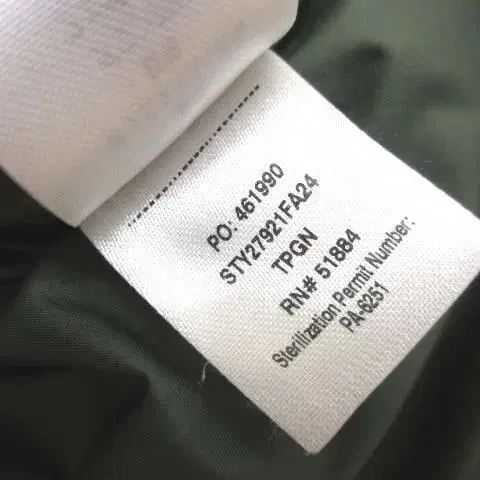 PO: 461990
STY27921FA24
TPGN
RN# 51884
Sterilization Permit Number:
PA-6251